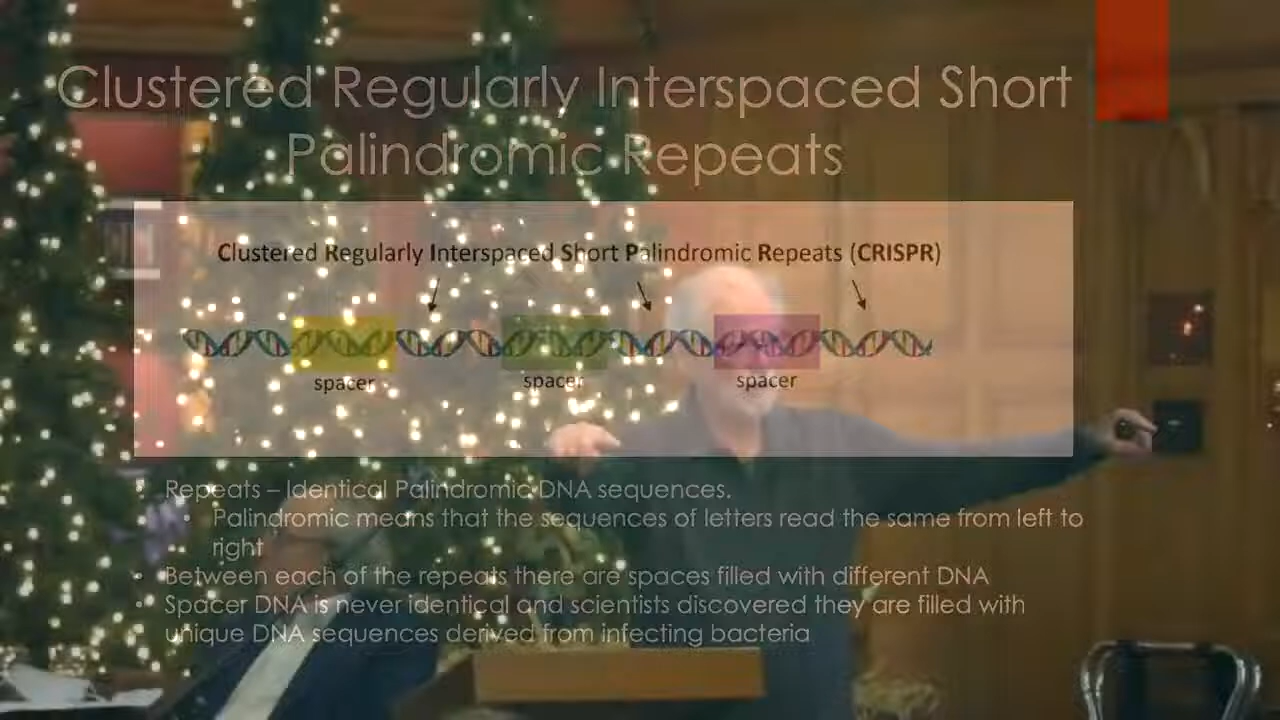 Clustered Regularly Interspaced Short
Palindromic Repeats
Clustered Regularly Interspaced Short Palindromic Repeats (CRISPR)
spacer spacer spacer
Repeats – Identical Palindromic DNA sequences.
Palindromic means that the sequences of letters read the same from left to
right
Between each of the repeats there are spaces filled with different DNA
Spacer DNA is never identical and scientists discovered they are filled with
unique DNA sequences derived from infecting bacteria